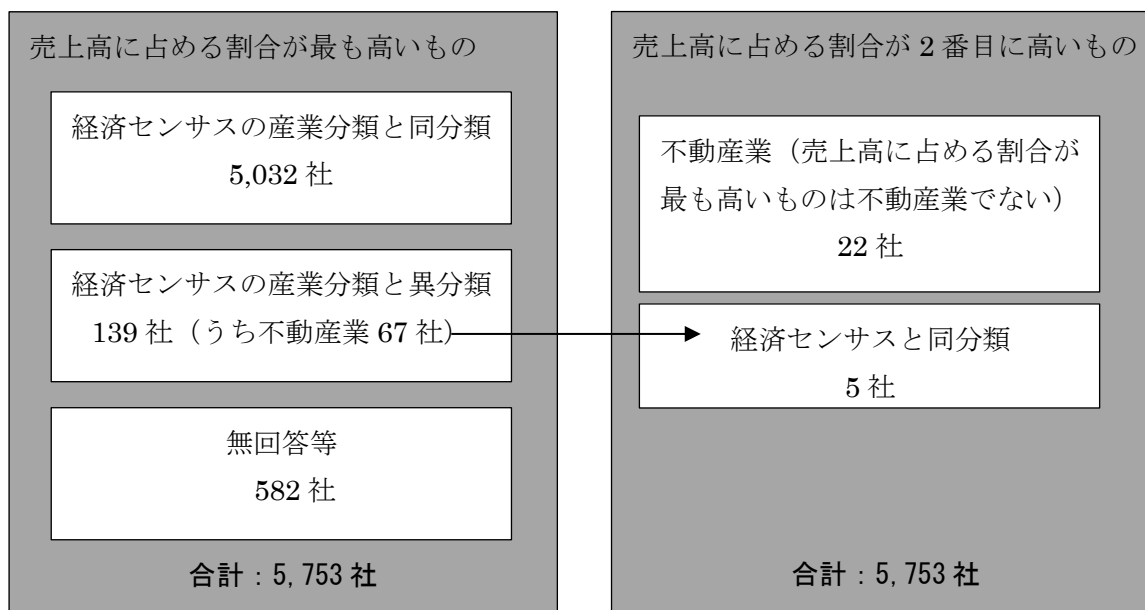 売上高に占める割合が最も高いもの
経済センサスの産業分類と同分類
5,032 社
経済センサスの産業分類と異分類
139 社（うち不動産業 67 社）
無回答等
582 社
合計：5,753 社
売上高に占める割合が 2 番目に高いもの
不動産業（売上高に占める割合が
最も高いものは不動産業でない）
22 社
経済センサスと同分類
5 社
合計：5,753 社